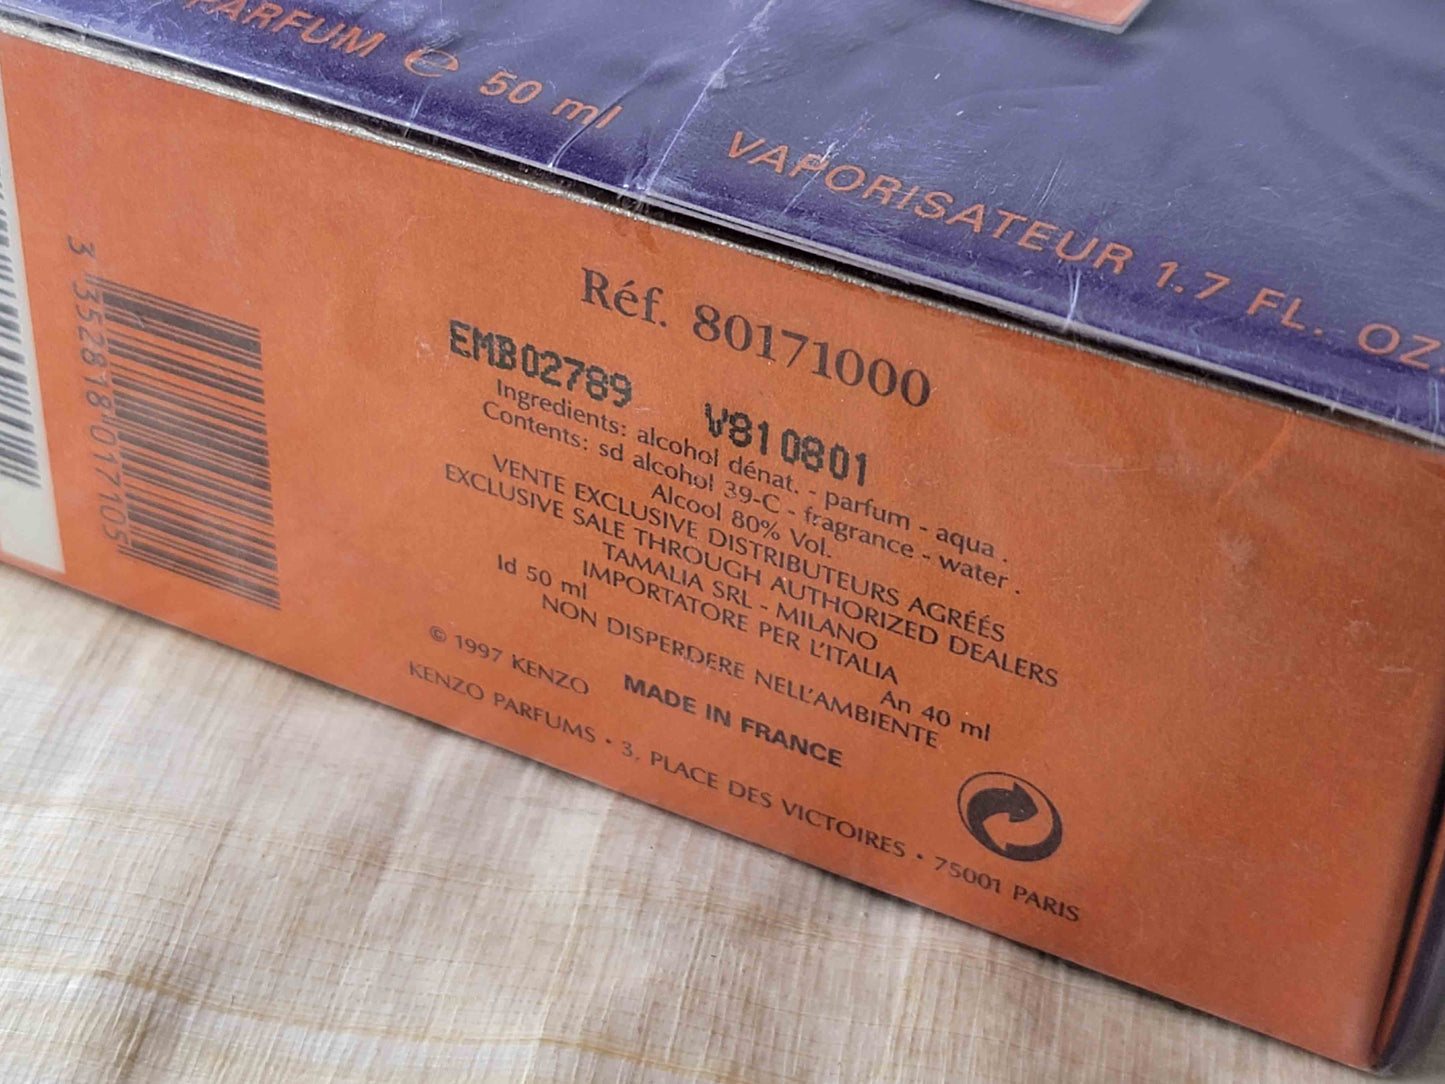 PARFUM ℮ 50 ml VAPORISATEUR 1.7 FL. OZ.
Réf. 80171000
EMB02789 V810801
Ingredients: alcohol dénat. - parfum - aqua .
Contents: sd alcohol 39-C - fragrance - water .
Alcool 80% Vol.
VENTE EXCLUSIVE DISTRIBUTEURS AGRÉÉS
EXCLUSIVE SALE THROUGH AUTHORIZED DEALERS
TAMALIA SRL - MILANO
IMPORTATORE PER L'ITALIA
Id 50 ml An 40 ml
NON DISPERDERE NELL'AMBIENTE
© 1997 KENZO MADE IN FRANCE
KENZO PARFUMS • 3, PLACE DES VICTOIRES • 75001 PARIS
3 352818 017105